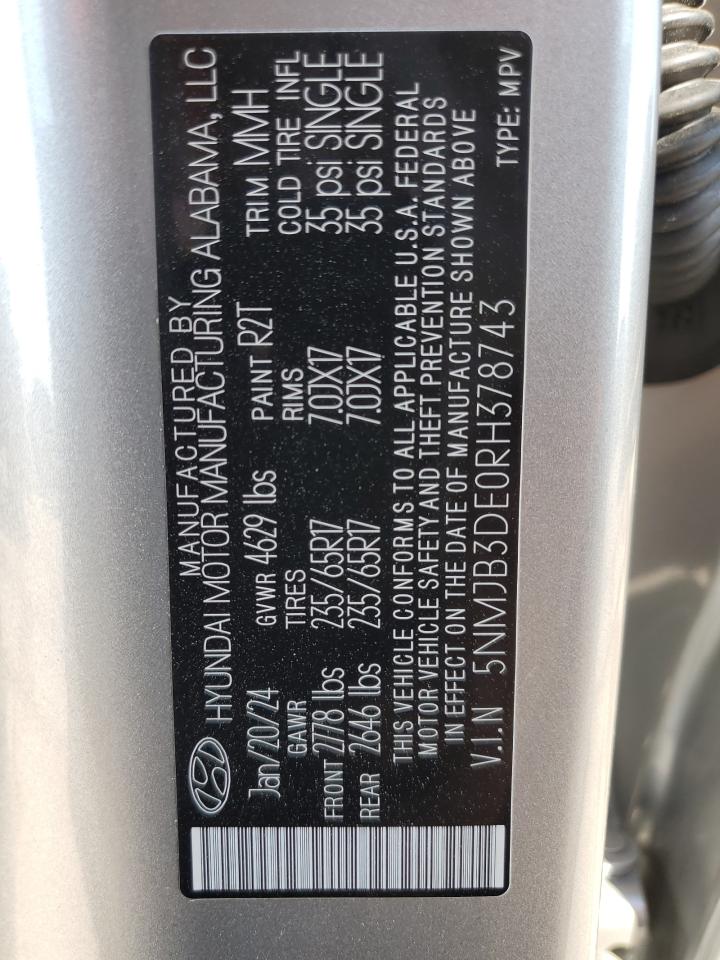 MANUFACTURED BY
HYUNDAI MOTOR MANUFACTURING ALABAMA, LLC
Jan/20/24 GVWR 4629 lbs PAINT R2T TRIM MMH
GAWR TIRES RIMS COLD TIRE INFL
FRONT 2778 lbs 235/65R17 7.0JX17 35 psi SINGLE
REAR 2646 lbs 235/65R17 7.0JX17 35 psi SINGLE
THIS VEHICLE CONFORMS TO ALL APPLICABLE U.S.A. FEDERAL
MOTOR VEHICLE SAFETY AND THEFT PREVENTION STANDARDS
IN EFFECT ON THE DATE OF MANUFACTURE SHOWN ABOVE
V.I.N 5NMJB3DE0RH378743 TYPE: MPV